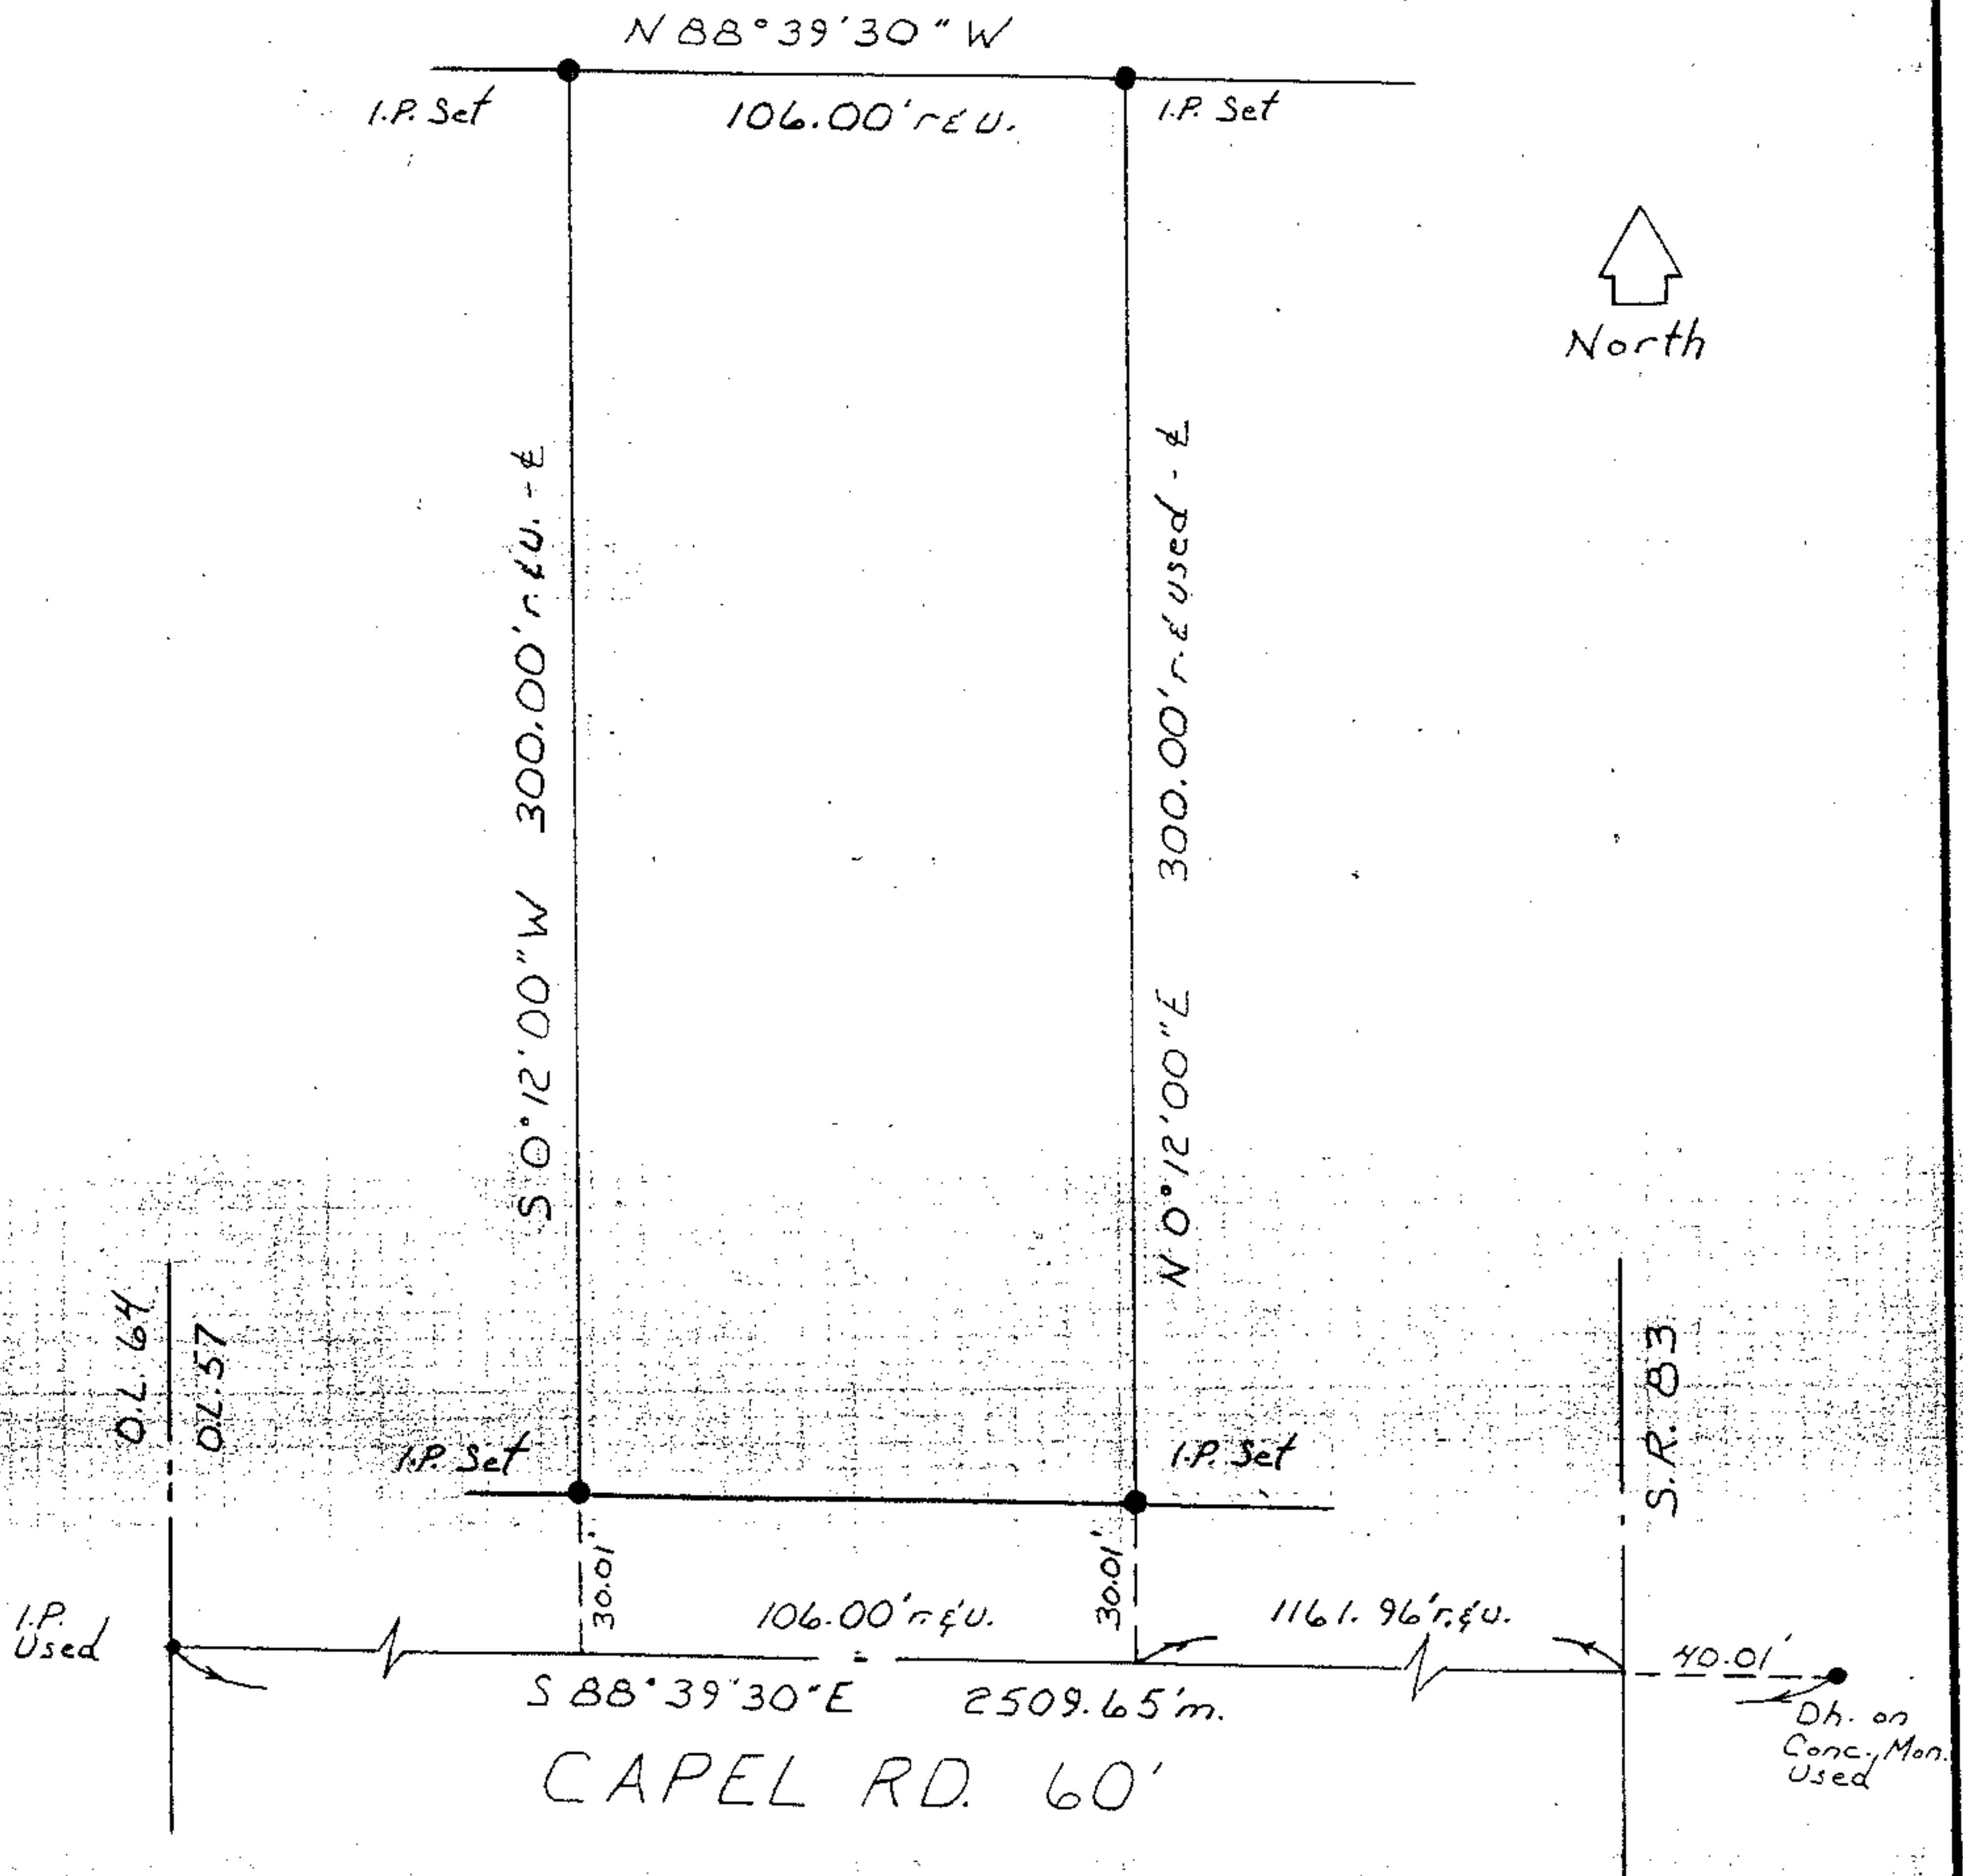 N 88°39'30" W
I.P. Set
106.00' r & u.
I.P. Set
North
S 0°12'00" W 300.00' r. & u. - ℄
N 0°12'00" E 300.00' r. & used - ℄
O.L. 64
O.L. 57
S.R. 83
I.P. Set
I.P. Set
30.01'
30.01'
I.P.
Used
106.00' r. & u.
1161.96' r. & u.
40.01'
S 88°39'30" E 2509.65' m.
Dh. on
Conc. Mon.
Used
CAPEL RD. 60'